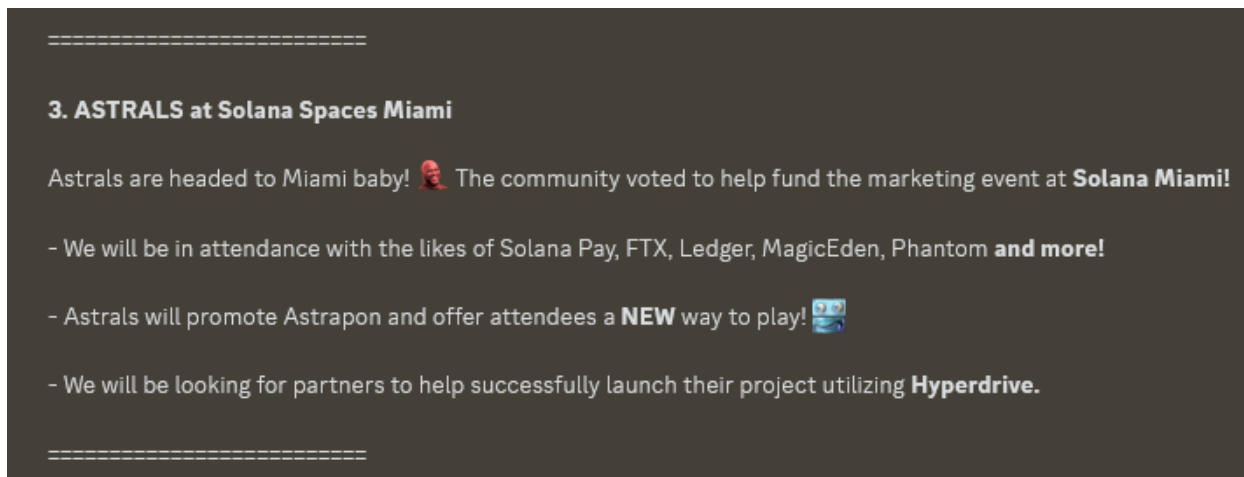 ==========================
3. ASTRALS at Solana Spaces Miami
Astrals are headed to Miami baby! The community voted to help fund the marketing event at Solana Miami!
- We will be in attendance with the likes of Solana Pay, FTX, Ledger, MagicEden, Phantom and more!
- Astrals will promote Astrapon and offer attendees a NEW way to play!
- We will be looking for partners to help successfully launch their project utilizing Hyperdrive.
==========================